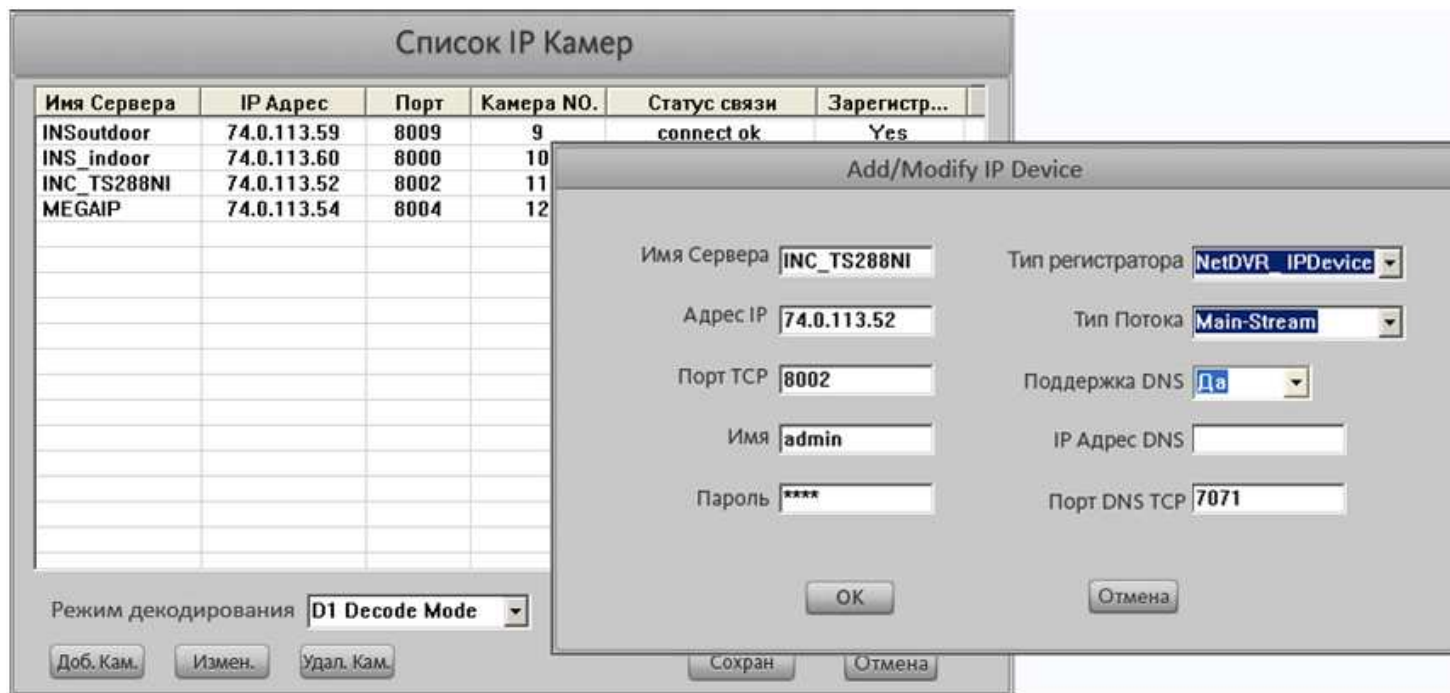 Список IP Камер
Имя Сервера IP Адрес Порт Камера NO. Статус связи Зарегистр...
INSoutdoor 74.0.113.59 8009 9 connect ok Yes
INS_indoor 74.0.113.60 8000 10
INC_TS288NI 74.0.113.52 8002 11
MEGAIP 74.0.113.54 8004 12
Режим декодирования D1 Decode Mode
Доб. Кам. Измен. Удал. Кам. Сохран Отмена
Add/Modify IP Device
Имя Сервера INC_TS288NI Тип регистратора NetDVR_ IPDevice
Адрес IP 74.0.113.52 Тип Потока Main-Stream
Порт TCP 8002 Поддержка DNS Да
Имя admin IP Адрес DNS
Пароль **** Порт DNS TCP 7071
OK Отмена